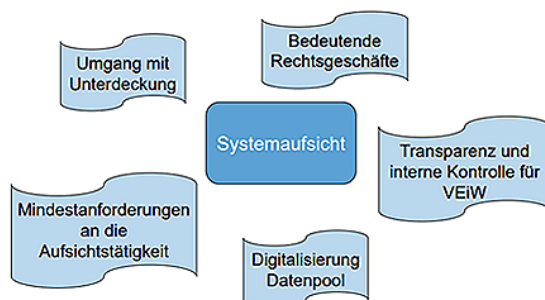 Umgang mit
Unterdeckung
Bedeutende
Rechtsgeschäfte
Systemaufsicht
Transparenz und
interne Kontrolle für
VEiW
Mindestanforderungen
an die
Aufsichtstätigkeit
Digitalisierung
Datenpool